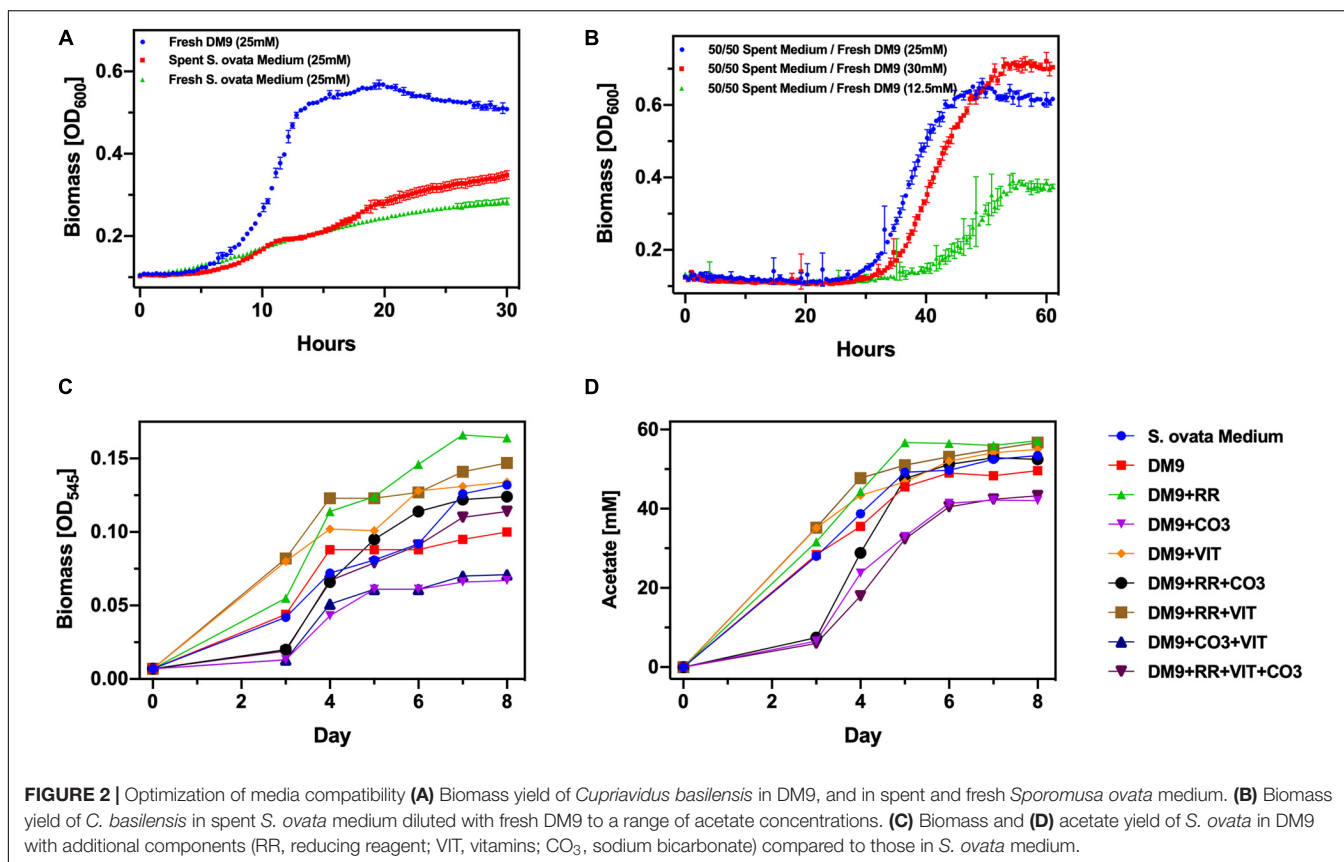 A
Fresh DM9 (25mM)
Spent S. ovata Medium (25mM)
Fresh S. ovata Medium (25mM)
Biomass [OD600]
0.6
0.4
0.2
0 10 20 30
Hours
B
50/50 Spent Medium / Fresh DM9 (25mM)
50/50 Spent Medium / Fresh DM9 (30mM)
50/50 Spent Medium / Fresh DM9 (12.5mM)
Biomass [OD600]
0.6
0.4
0.2
0 20 40 60
Hours
C
Biomass [OD545]
0.15
0.10
0.05
0.00
0 2 4 6 8
Day
D
Acetate [mM]
60
40
20
0
0 2 4 6 8
Day
S. ovata Medium
DM9
DM9+RR
DM9+CO3
DM9+VIT
DM9+RR+CO3
DM9+RR+VIT
DM9+CO3+VIT
DM9+RR+VIT+CO3
FIGURE 2 | Optimization of media compatibility (A) Biomass yield of Cupriavidus basilensis in DM9, and in spent and fresh Sporomusa ovata medium. (B) Biomass
yield of C. basilensis in spent S. ovata medium diluted with fresh DM9 to a range of acetate concentrations. (C) Biomass and (D) acetate yield of S. ovata in DM9
with additional components (RR, reducing reagent; VIT, vitamins; CO3, sodium bicarbonate) compared to those in S. ovata medium.